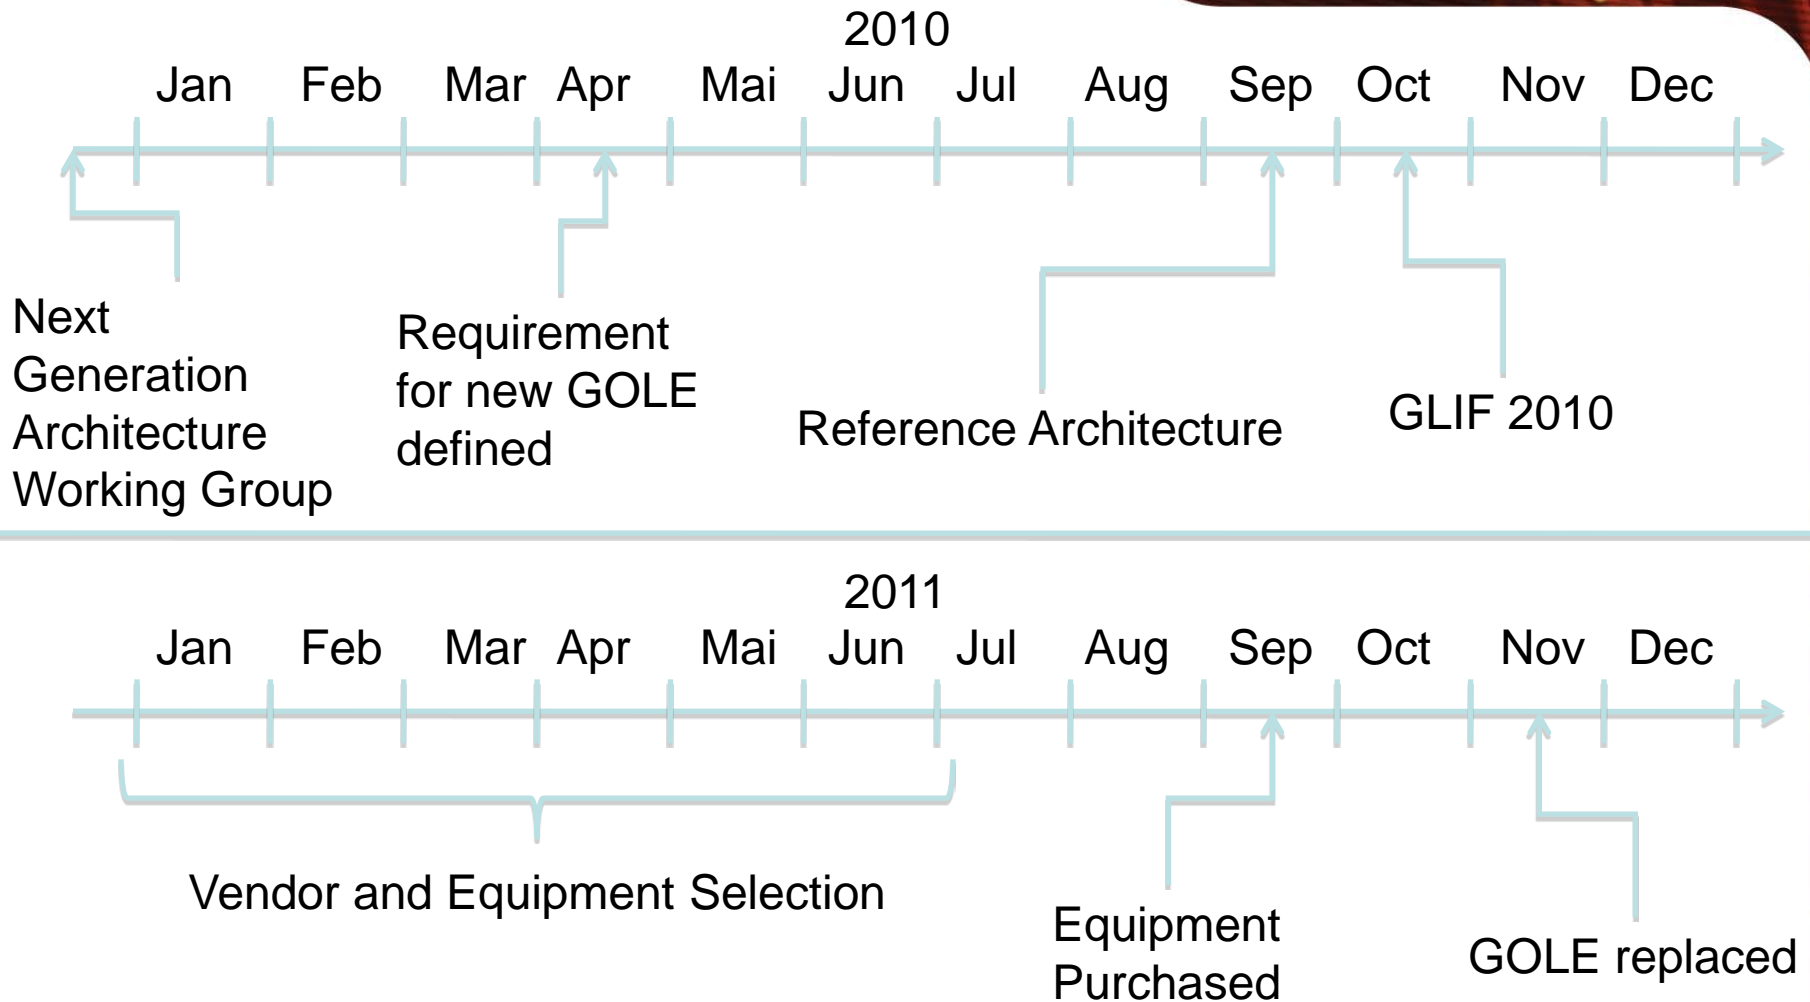 2010
Jan Feb Mar Apr Mai Jun Jul Aug Sep Oct Nov Dec
Next
Generation
Architecture
Working Group
Requirement
for new GOLE
defined
Reference Architecture
GLIF 2010
2011
Jan Feb Mar Apr Mai Jun Jul Aug Sep Oct Nov Dec
Vendor and Equipment Selection
Equipment
Purchased
GOLE replaced